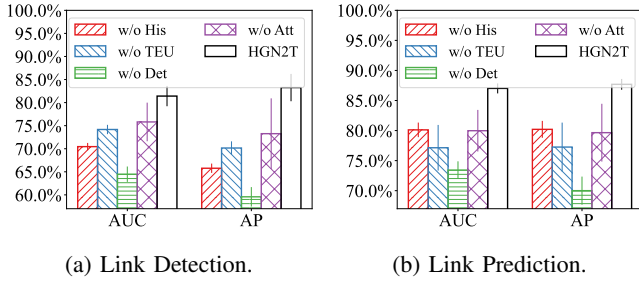 100.0%
95.0%
90.0%
85.0%
80.0%
75.0%
70.0%
65.0%
60.0%
w/o His
w/o TEU
w/o Det
w/o Att
HGN2T
AUC
AP
(a) Link Detection.
100.0%
95.0%
90.0%
85.0%
80.0%
75.0%
70.0%
w/o His
w/o TEU
w/o Det
w/o Att
HGN2T
AUC
AP
(b) Link Prediction.